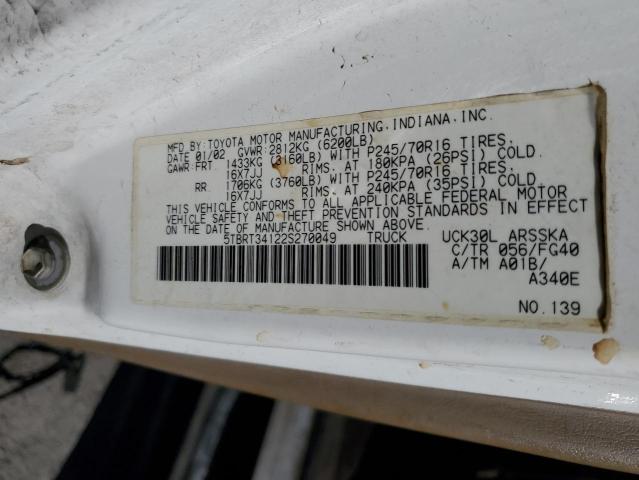 MFD.BY:TOYOTA MOTOR MANUFACTURING,INDIANA,INC.
DATE 01/02 GVWR:2812KG (6200LB)
GAWR:FRT 1433KG (3160LB) WITH P245/70R16 TIRES,
16X7JJ RIMS, AT 180KPA (26PSI) COLD.
RR 1706KG (3760LB) WITH P245/70R16 TIRES,
16X7JJ RIMS, AT 240KPA (35PSI) COLD.
THIS VEHICLE CONFORMS TO ALL APPLICABLE FEDERAL MOTOR
VEHICLE SAFETY AND THEFT PREVENTION STANDARDS IN EFFECT
ON THE DATE OF MANUFACTURE SHOWN ABOVE.
5TBRT34122S270049 TRUCK UCK30L ARSSKA
C/TR 056/FG40
A/TM A01B/
A340E
NO.139